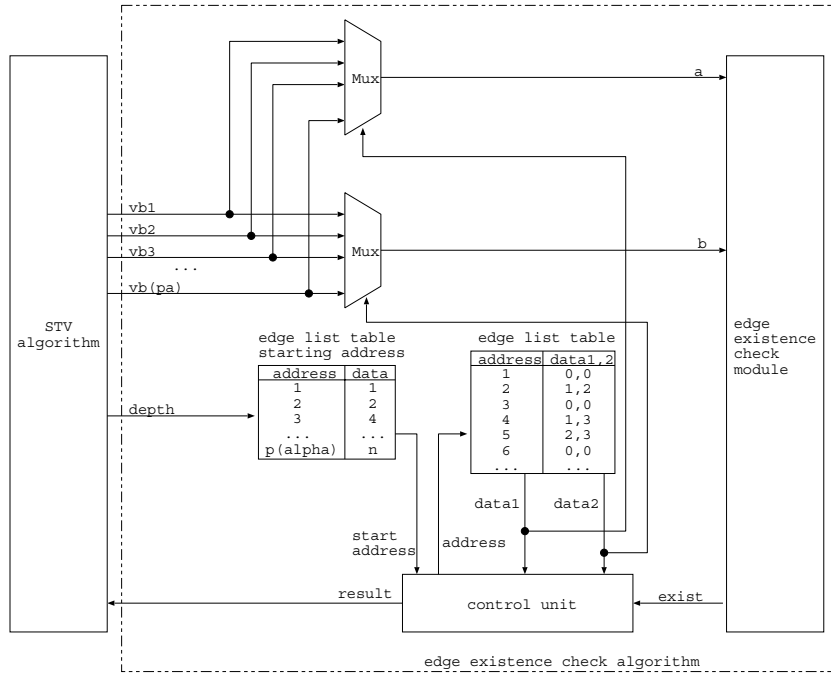 Mux
a
vb1
vb2
vb3
...
vb(pa)
Mux
b
STV
algorithm
edge
existence
check
module
edge list table
starting address
address data
1 1
2 2
3 4
... ...
p(alpha) n
edge list table
address data1,2
1 0,0
2 1,2
3 0,0
4 1,3
5 2,3
6 0,0
... ...
depth
data1 data2
start
address
address
result
control unit
exist
edge existence check algorithm